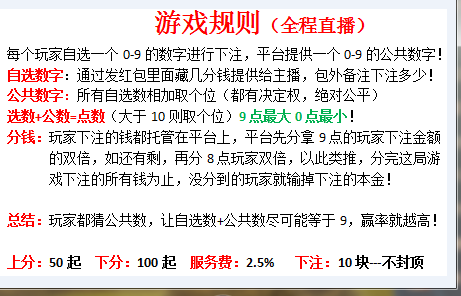 游戏规则（全程直播）
每个玩家自选一个 0-9 的数字进行下注，平台提供一个 0-9 的公共数字！
自选数字：通过发红包里面藏几分钱提供给主播，包外备注下注多少！
公共数字：所有自选数字相加取个位（都有决定权，绝对公平）
选数+公数=点数（大于 10 则取个位）9 点最大 0 点最小！
分钱：玩家下注的钱都托管在平台上，平台先分拿 9 点的玩家下注金额
的双倍，如还有剩，再分 8 点玩家双倍，以此类推，分完这局游
戏下注的所有钱为止，没分到的玩家就输掉下注的本金！
总结：玩家都猜公共数，让自选数+公共数尽可能等于 9，赢率就越高！
上分：50 起 下分：100 起 服务费：2.5% 下注：10 块---不封顶